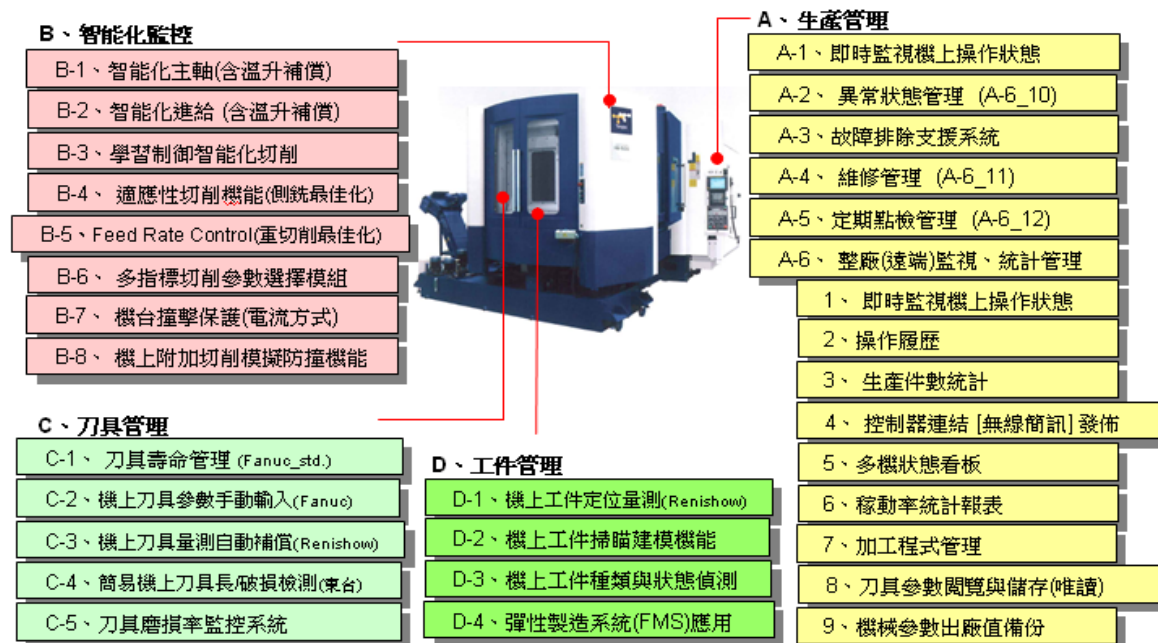 B、智能化監控
B-1、智能化主軸(含溫升補償)
B-2、智能化進給 (含溫升補償)
B-3、學習制御智能化切削
B-4、 適應性切削機能(側銑最佳化)
B-5、Feed Rate Control(重切削最佳化)
B-6、 多指標切削參數選擇模組
B-7、 機台撞擊保護(電流方式)
B-8、 機上附加切削模擬防撞機能
A、生產管理
A-1、即時監視機上操作狀態
A-2、 異常狀態管理 (A-6_10)
A-3、故障排除支援系統
A-4、 維修管理 (A-6_11)
A-5、定期點檢管理 (A-6_12)
A-6、 整廠(遠端)監視、統計管理
1、 即時監視機上操作狀態
2、操作履歷
3、 生產件數統計
4、 控制器連結 [無線簡訊] 發佈
5、多機狀態看板
6、稼動率統計報表
7、加工程式管理
8、刀具參數閱覽與儲存(唯讀)
9、機械參數出廠值備份
C、刀具管理
C-1、 刀具壽命管理 (Fanuc_std.)
C-2、機上刀具參數手動輸入(Fanuc)
C-3、機上刀具量測自動補償(Renishow)
C-4、簡易機上刀具長/破損檢測(東台)
C-5、刀具磨損率監控系統
D、工件管理
D-1、機上工件定位量測(Renishow)
D-2、機上工件掃瞄建模機能
D-3、機上工件種類與狀態偵測
D-4、彈性製造系統(FMS)應用